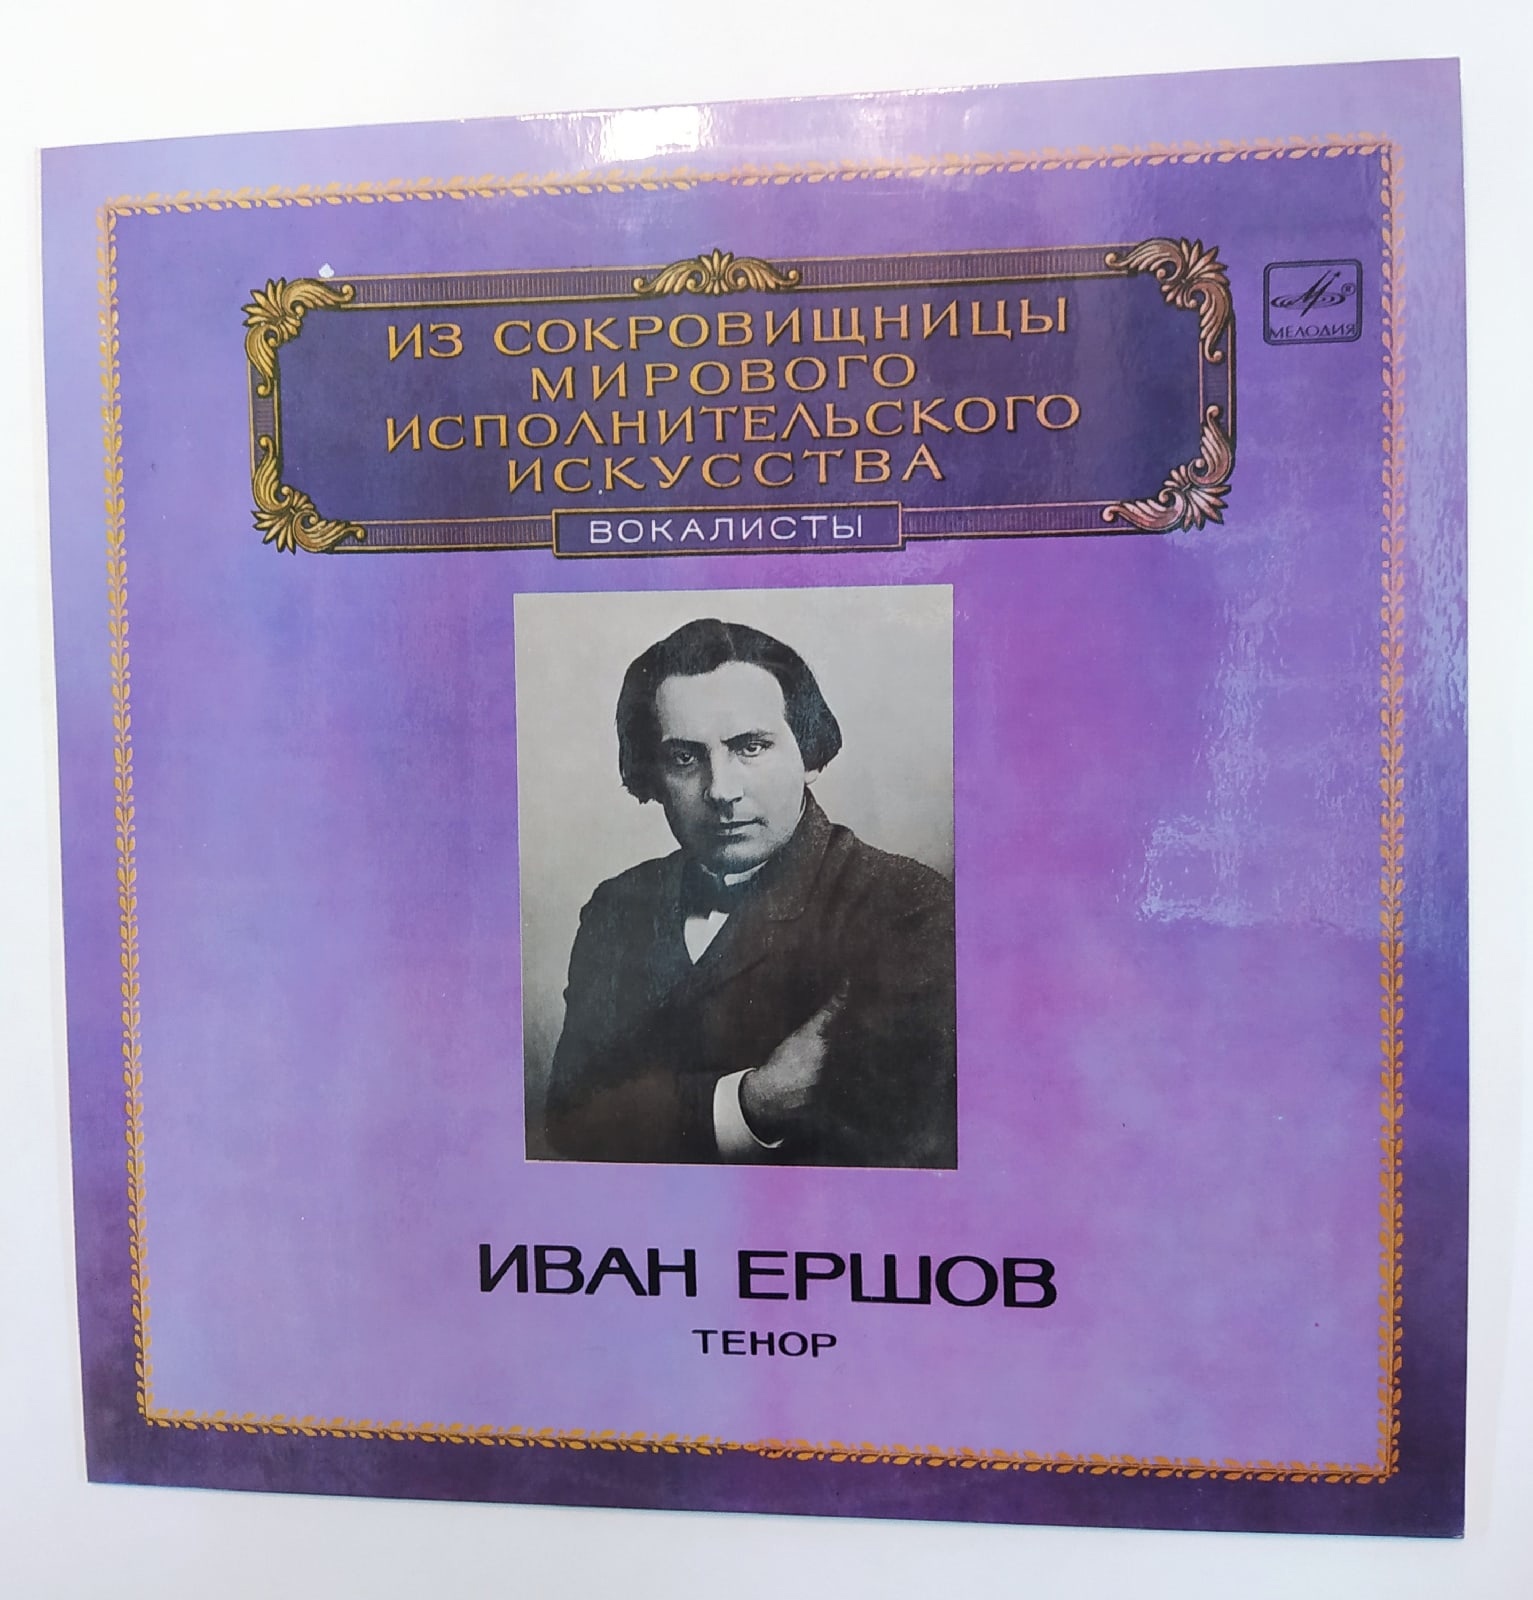 ИЗ СОКРОВИЩНИЦЫ
МИРОВОГО
ИСПОЛНИТЕЛЬСКОГО
ИСКУССТВА
ВОКАЛИСТЫ
®
МЕЛОДИЯ
ИВАН ЕРШОВ
ТЕНОР